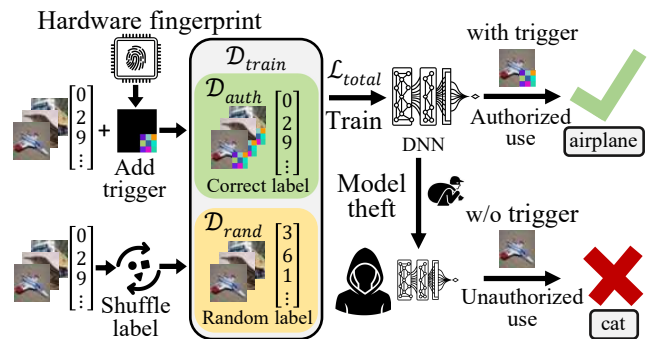 Hardware fingerprint
0
2
9
⋮
+
Add
trigger
𝒟train
𝒟auth
0
2
9
⋮
Correct label
ℒtotal
Train
DNN
with trigger
Authorized
use
airplane
Model
theft
0
2
9
⋮
Shuffle
label
𝒟rand
3
6
1
⋮
Random label
w/o trigger
Unauthorized
use
cat